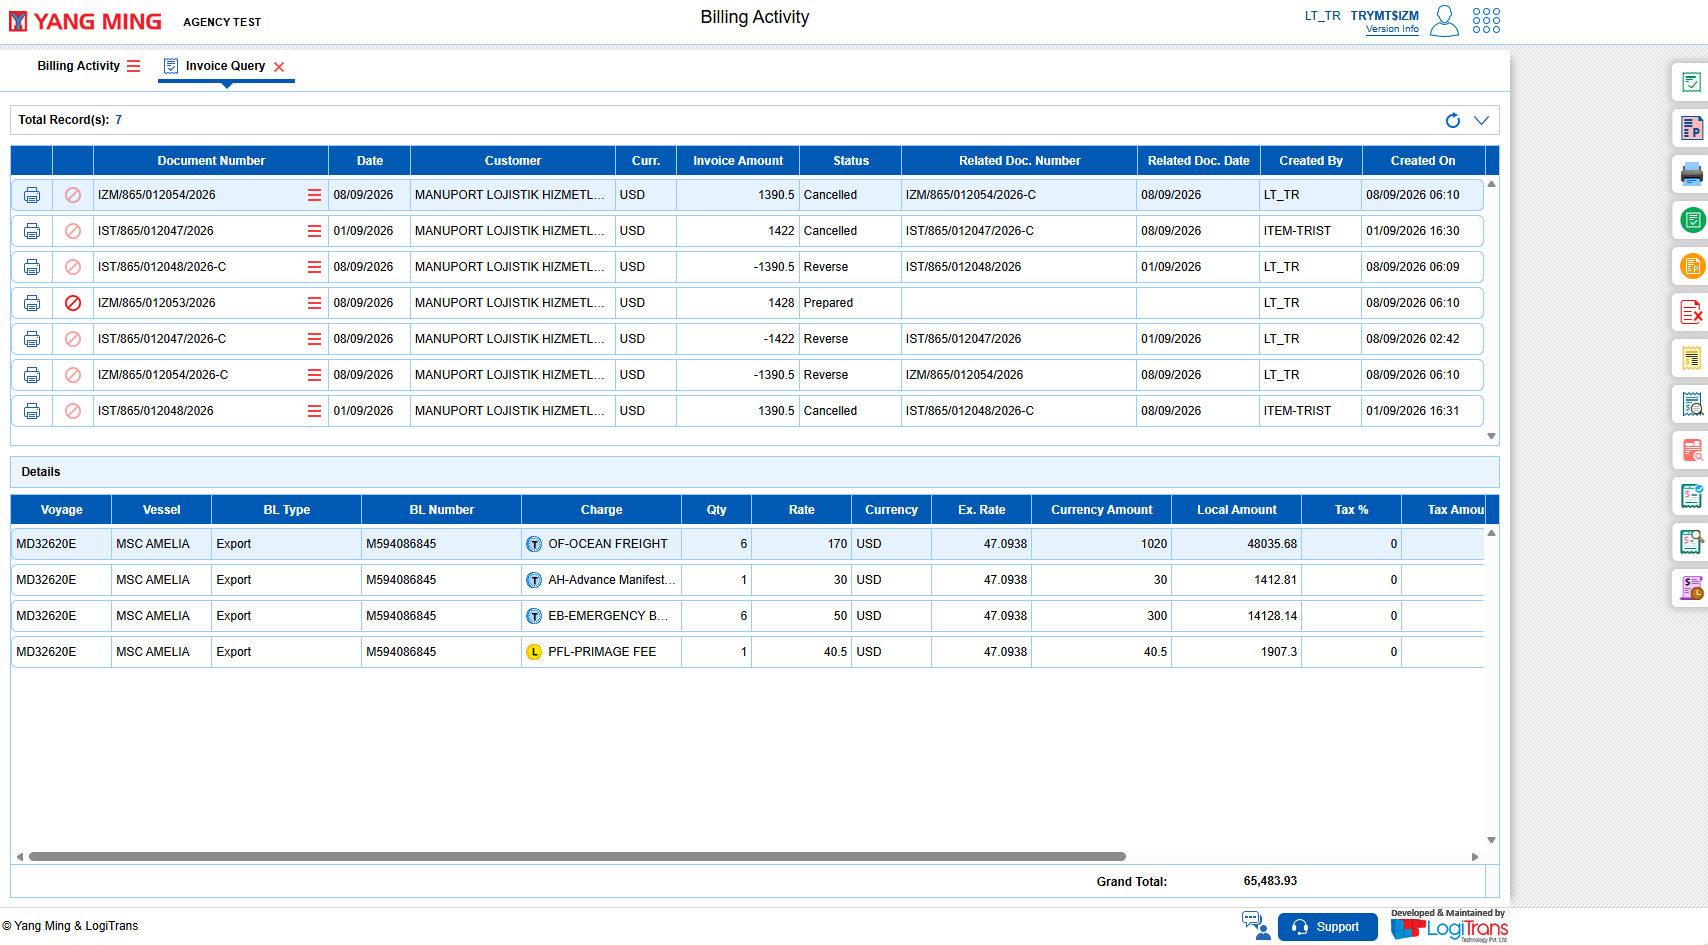 YANG MING AGENCY TEST Billing Activity LT_TR TRYMT$IZM
Version Info
Billing Activity Invoice Query
Total Record(s): 7
Document Number Date Customer Curr. Invoice Amount Status Related Doc. Number Related Doc. Date Created By Created On
IZM/865/012054/2026 08/09/2026 MANUPORT LOJISTIK HIZMETL... USD 1390.5 Cancelled IZM/865/012054/2026-C 08/09/2026 LT_TR 08/09/2026 06:10
IST/865/012047/2026 01/09/2026 MANUPORT LOJISTIK HIZMETL... USD 1422 Cancelled IST/865/012047/2026-C 08/09/2026 ITEM-TRIST 01/09/2026 16:30
IST/865/012048/2026-C 08/09/2026 MANUPORT LOJISTIK HIZMETL... USD -1390.5 Reverse IST/865/012048/2026 01/09/2026 LT_TR 08/09/2026 06:09
IZM/865/012053/2026 08/09/2026 MANUPORT LOJISTIK HIZMETL... USD 1428 Prepared LT_TR 08/09/2026 06:10
IST/865/012047/2026-C 08/09/2026 MANUPORT LOJISTIK HIZMETL... USD -1422 Reverse IST/865/012047/2026 01/09/2026 LT_TR 08/09/2026 02:42
IZM/865/012054/2026-C 08/09/2026 MANUPORT LOJISTIK HIZMETL... USD -1390.5 Reverse IZM/865/012054/2026 08/09/2026 LT_TR 08/09/2026 06:10
IST/865/012048/2026 01/09/2026 MANUPORT LOJISTIK HIZMETL... USD 1390.5 Cancelled IST/865/012048/2026-C 08/09/2026 ITEM-TRIST 01/09/2026 16:31
Details
Voyage Vessel BL Type BL Number Charge Qty Rate Currency Ex. Rate Currency Amount Local Amount Tax % Tax Amou
MD32620E MSC AMELIA Export M594086845 T OF-OCEAN FREIGHT 6 170 USD 47.0938 1020 48035.68 0
MD32620E MSC AMELIA Export M594086845 T AH-Advance Manifest... 1 30 USD 47.0938 30 1412.81 0
MD32620E MSC AMELIA Export M594086845 T EB-EMERGENCY B... 6 50 USD 47.0938 300 14128.14 0
MD32620E MSC AMELIA Export M594086845 L PFL-PRIMAGE FEE 1 40.5 USD 47.0938 40.5 1907.3 0
Grand Total: 65,483.93
© Yang Ming & LogiTrans Support Developed & Maintained by
LogiTrans
Technology Pvt. Ltd.